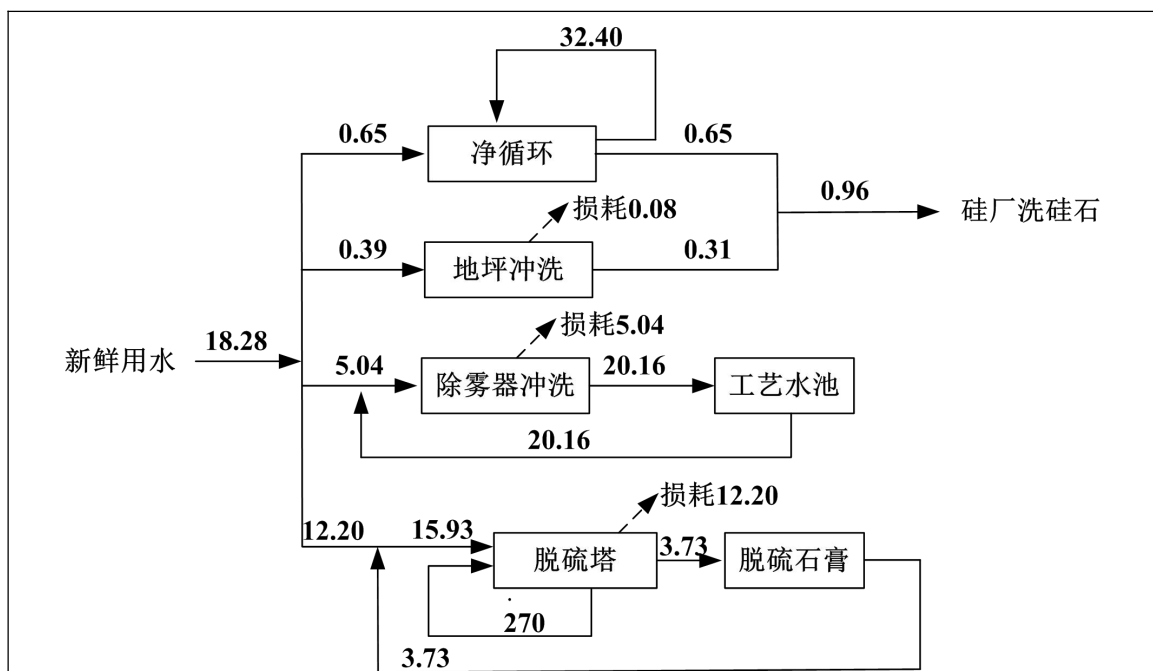 32.40
0.65
净循环
0.65
0.96
硅厂洗硅石
损耗0.08
0.39
地坪冲洗
0.31
新鲜用水
18.28
损耗5.04
5.04
除雾器冲洗
20.16
工艺水池
20.16
损耗12.20
12.20
15.93
脱硫塔
3.73
脱硫石膏
270
3.73